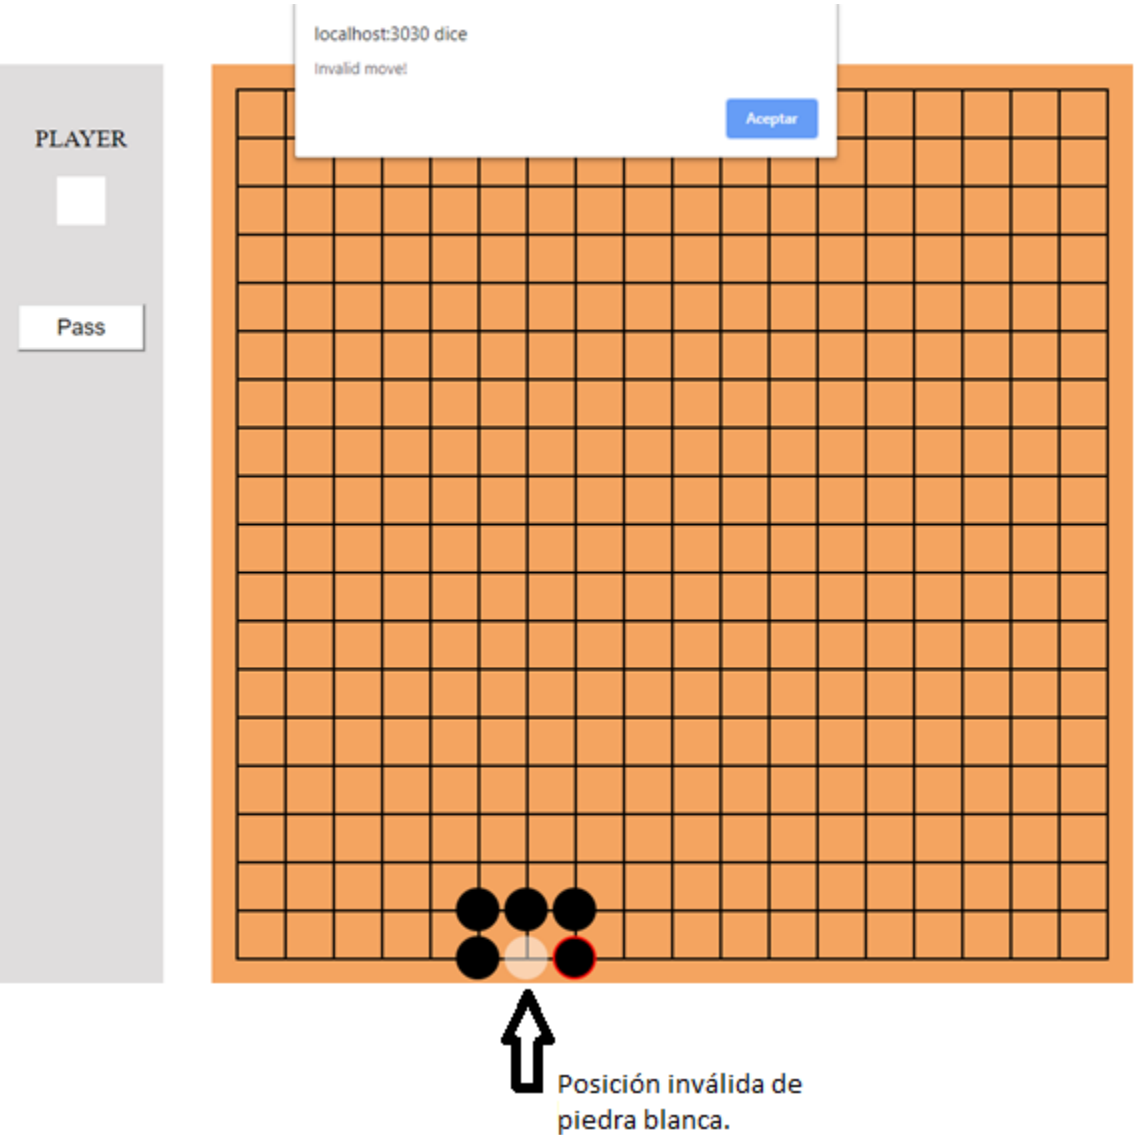 localhost:3030 dice
Invalid move!
Aceptar
PLAYER
Pass
Posición inválida de
piedra blanca.